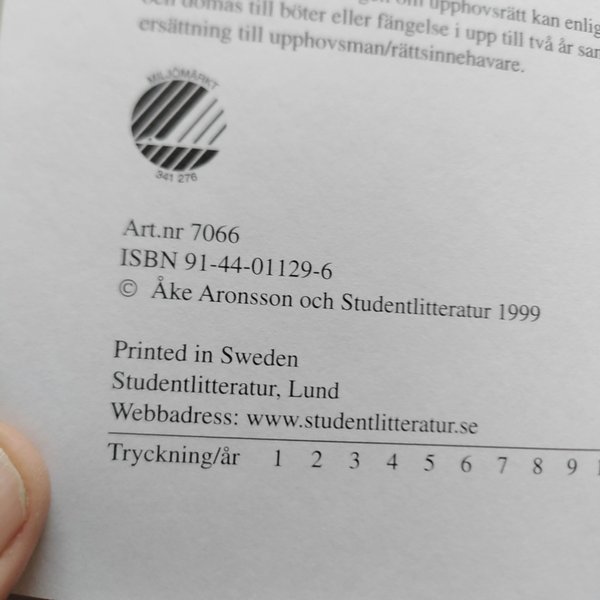 och dömas till böter eller fängelse i upp till två år
ersättning till upphovsman/rättsinnehavare.
MILJÖMÄRKT
341 276
Art.nr 7066
ISBN 91-44-01129-6
© Åke Aronsson och Studentlitteratur 1999
Printed in Sweden
Studentlitteratur, Lund
Webbadress: www.studentlitteratur.se
Tryckning/år 1 2 3 4 5 6 7 8 9